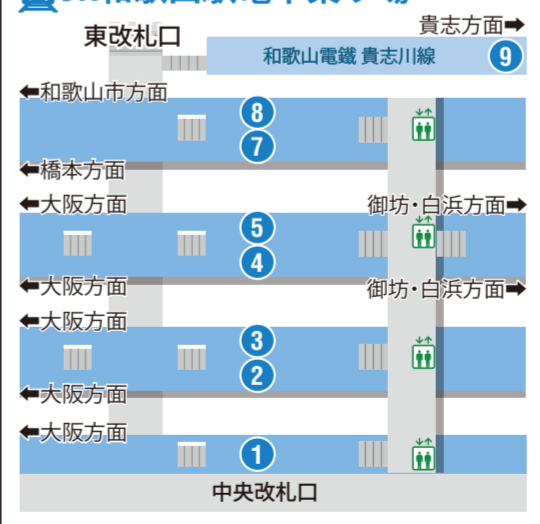 東改札口
貴志方面➡
和歌山電鐵 貴志川線 9
⬅和歌山市方面
8
7
⬅橋本方面
⬅大阪方面
御坊・白浜方面➡
5
4
⬅大阪方面
御坊・白浜方面➡
⬅大阪方面
3
2
⬅大阪方面
⬅大阪方面
1
中央改札口